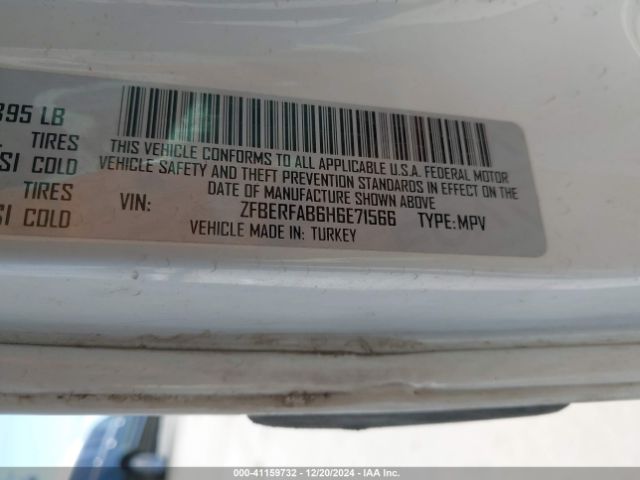 395 LB
TIRES
SI COLD
TIRES
SI COLD
THIS VEHICLE CONFORMS TO ALL APPLICABLE U.S.A. FEDERAL MOTOR
VEHICLE SAFETY AND THEFT PREVENTION STANDARDS IN EFFECT ON THE
DATE OF MANUFACTURE SHOWN ABOVE
VIN: ZFBERFAB6H6E71566 TYPE: MPV
VEHICLE MADE IN: TURKEY
000-41159732 - 12/20/2024 - IAA Inc.